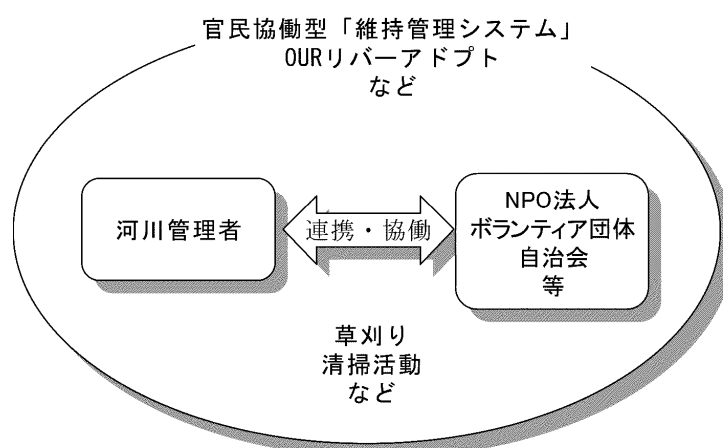 官民協働型「維持管理システム」
OURリバーアドプト
など
河川管理者
連携・協働
NPO法人
ボランティア団体
自治会
等
草刈り
清掃活動
など